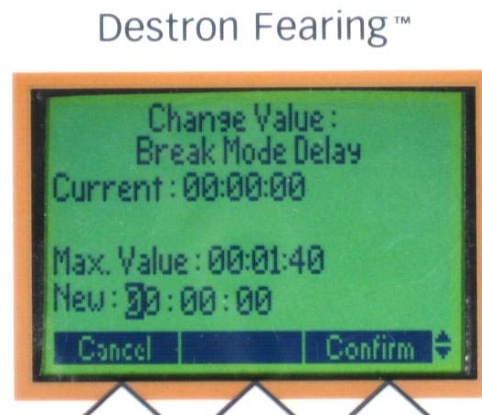 Destron Fearing™
Change Value:
Break Mode Delay
Current: 00:00:00
Max. Value: 00:01:40
New: 00:00:00
Cancel Confirm